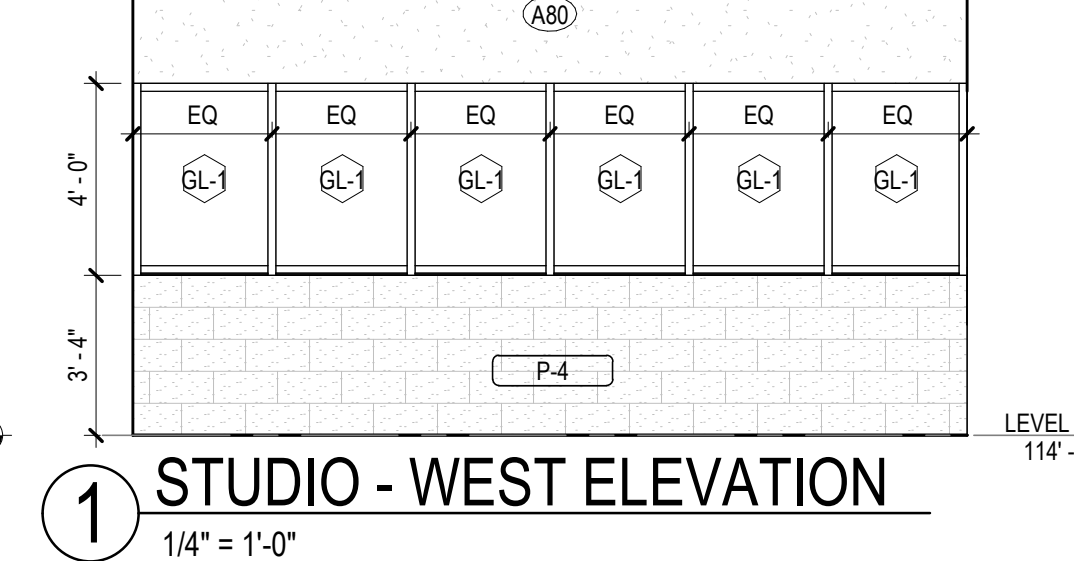 A80
EQ EQ EQ EQ EQ EQ
4' - 0"
GL-1 GL-1 GL-1 GL-1 GL-1 GL-1
3' - 4"
P-4
LEVEL
114' -
1 STUDIO - WEST ELEVATION
1/4" = 1'-0"